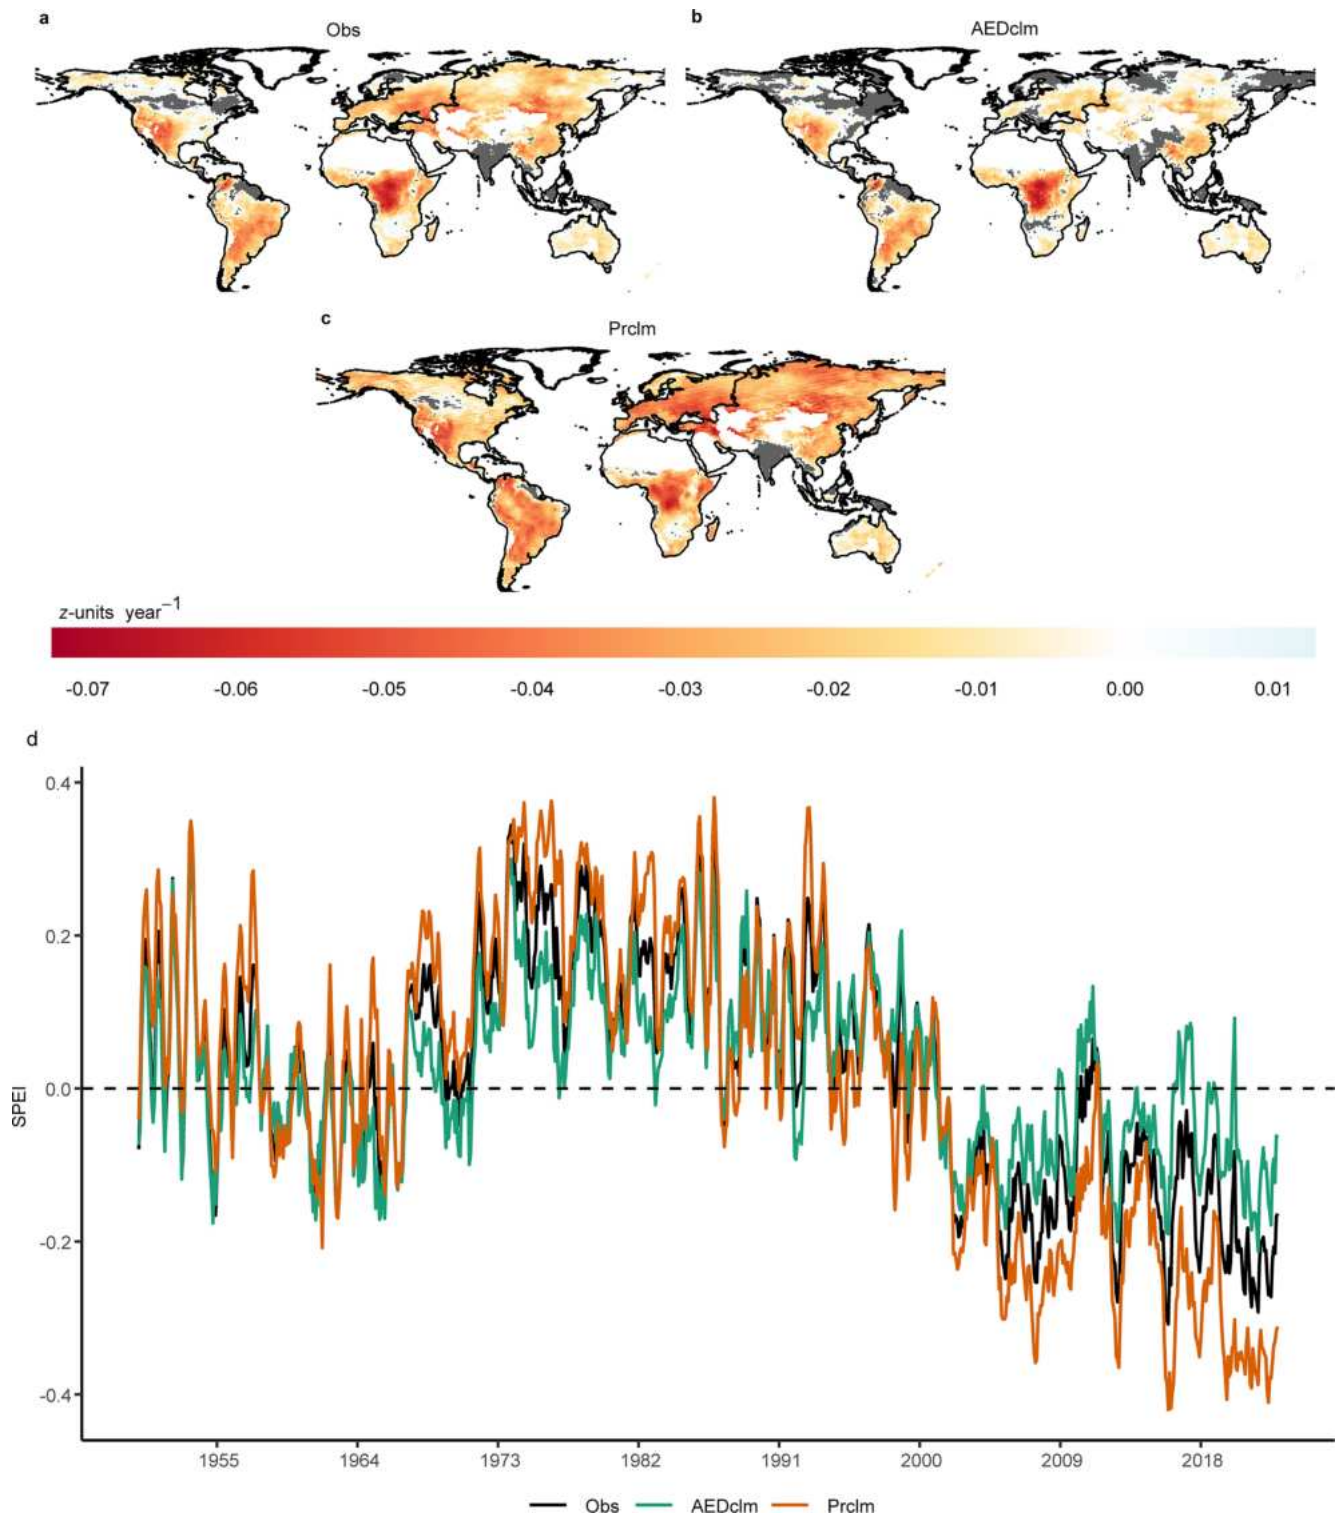 a
Obs
b
AEDclm
c
Prclm
z-units year−1
-0.07 -0.06 -0.05 -0.04 -0.03 -0.02 -0.01 0.00 0.01
d
0.4
0.2
0.0
-0.2
-0.4
SPEI
1955 1964 1973 1982 1991 2000 2009 2018
Obs AEDclm Prclm